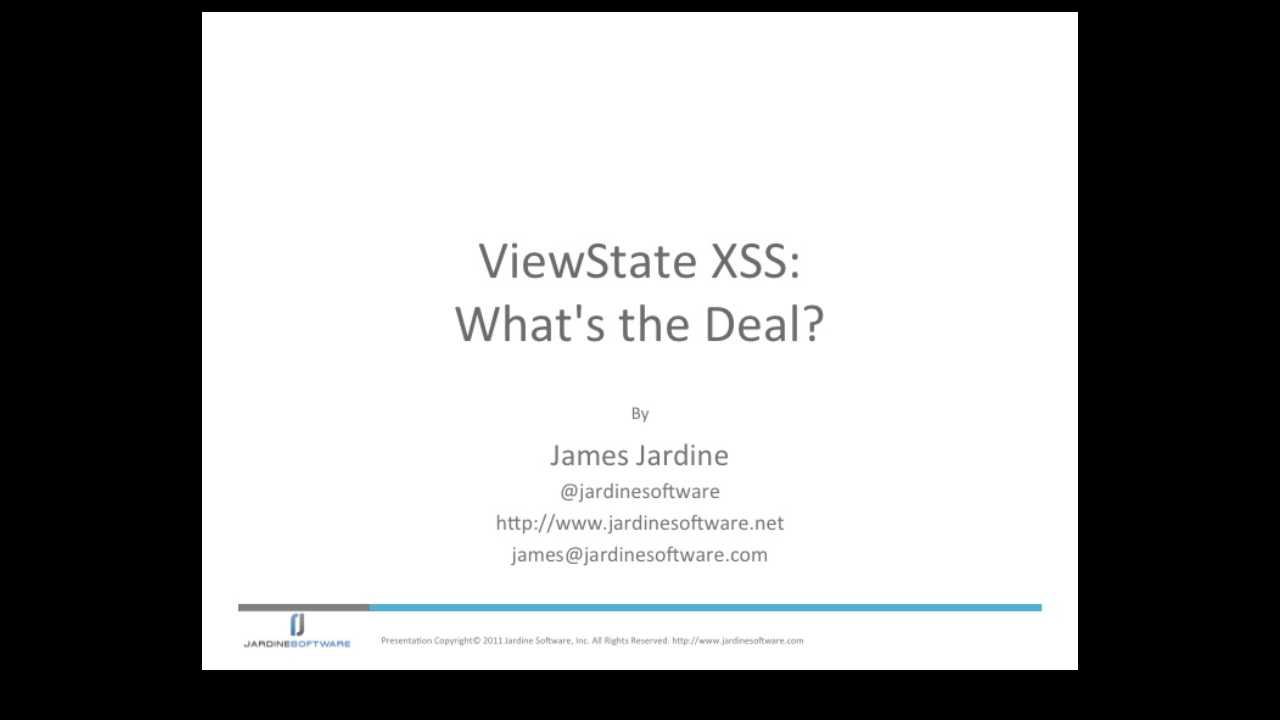 ViewState XSS:
What's the Deal?
By
James Jardine
@jardinesoftware
http://www.jardinesoftware.net
james@jardinesoftware.com
JARDINESOFTWARE
Presentation Copyright© 2011 Jardine Software, Inc. All Rights Reserved. http://www.jardinesoftware.com